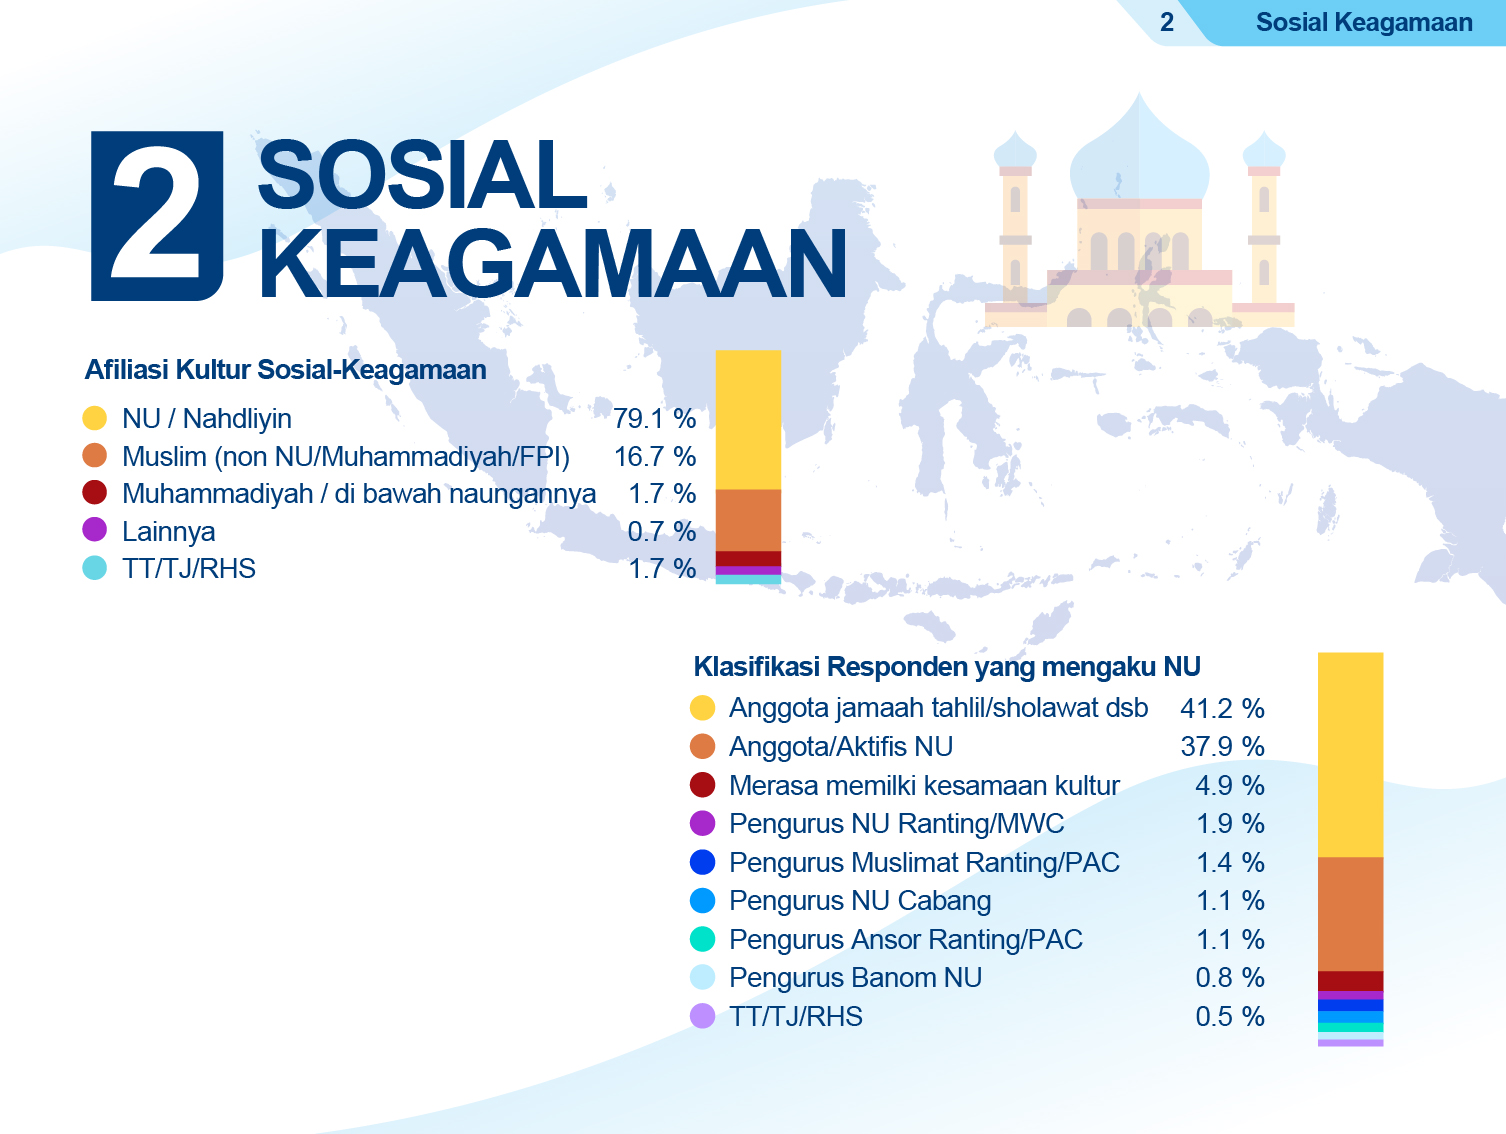 2 Sosial Keagamaan
2 SOSIAL
KEAGAMAAN
Afiliasi Kultur Sosial-Keagamaan
NU / Nahdliyin 79.1 %
Muslim (non NU/Muhammadiyah/FPI) 16.7 %
Muhammadiyah / di bawah naungannya 1.7 %
Lainnya 0.7 %
TT/TJ/RHS 1.7 %
Klasifikasi Responden yang mengaku NU
Anggota jamaah tahlil/sholawat dsb 41.2 %
Anggota/Aktifis NU 37.9 %
Merasa memilki kesamaan kultur 4.9 %
Pengurus NU Ranting/MWC 1.9 %
Pengurus Muslimat Ranting/PAC 1.4 %
Pengurus NU Cabang 1.1 %
Pengurus Ansor Ranting/PAC 1.1 %
Pengurus Banom NU 0.8 %
TT/TJ/RHS 0.5 %